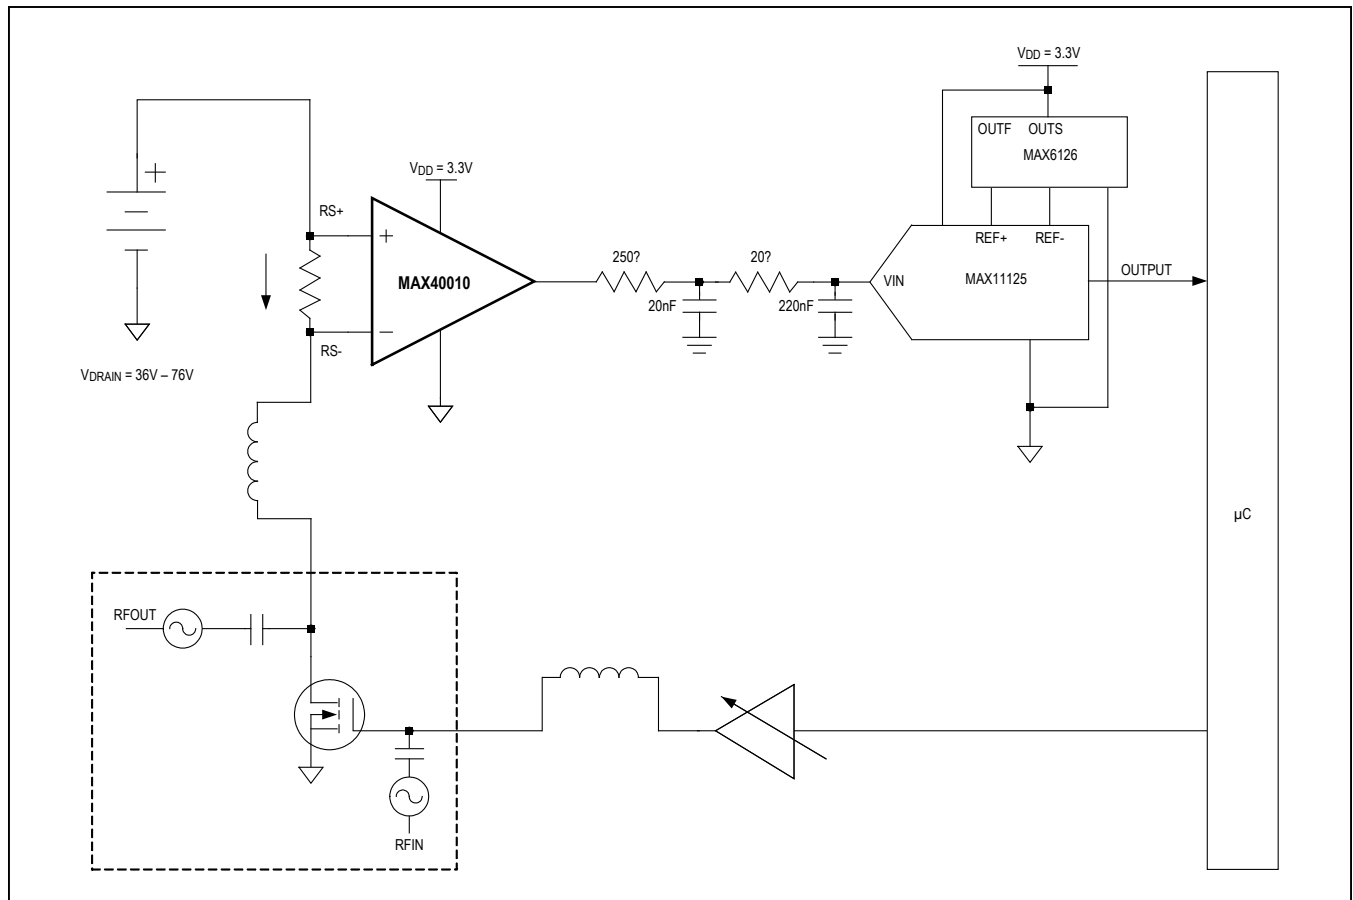 VDD = 3.3V
OUTF OUTS
MAX6126
VDD = 3.3V
RS+
+
+
MAX40010
−
RS-
250?
20?
20nF
220nF
REF+ REF-
VIN
MAX11125
OUTPUT
VDRAIN = 36V – 76V
µC
RFOUT
RFIN